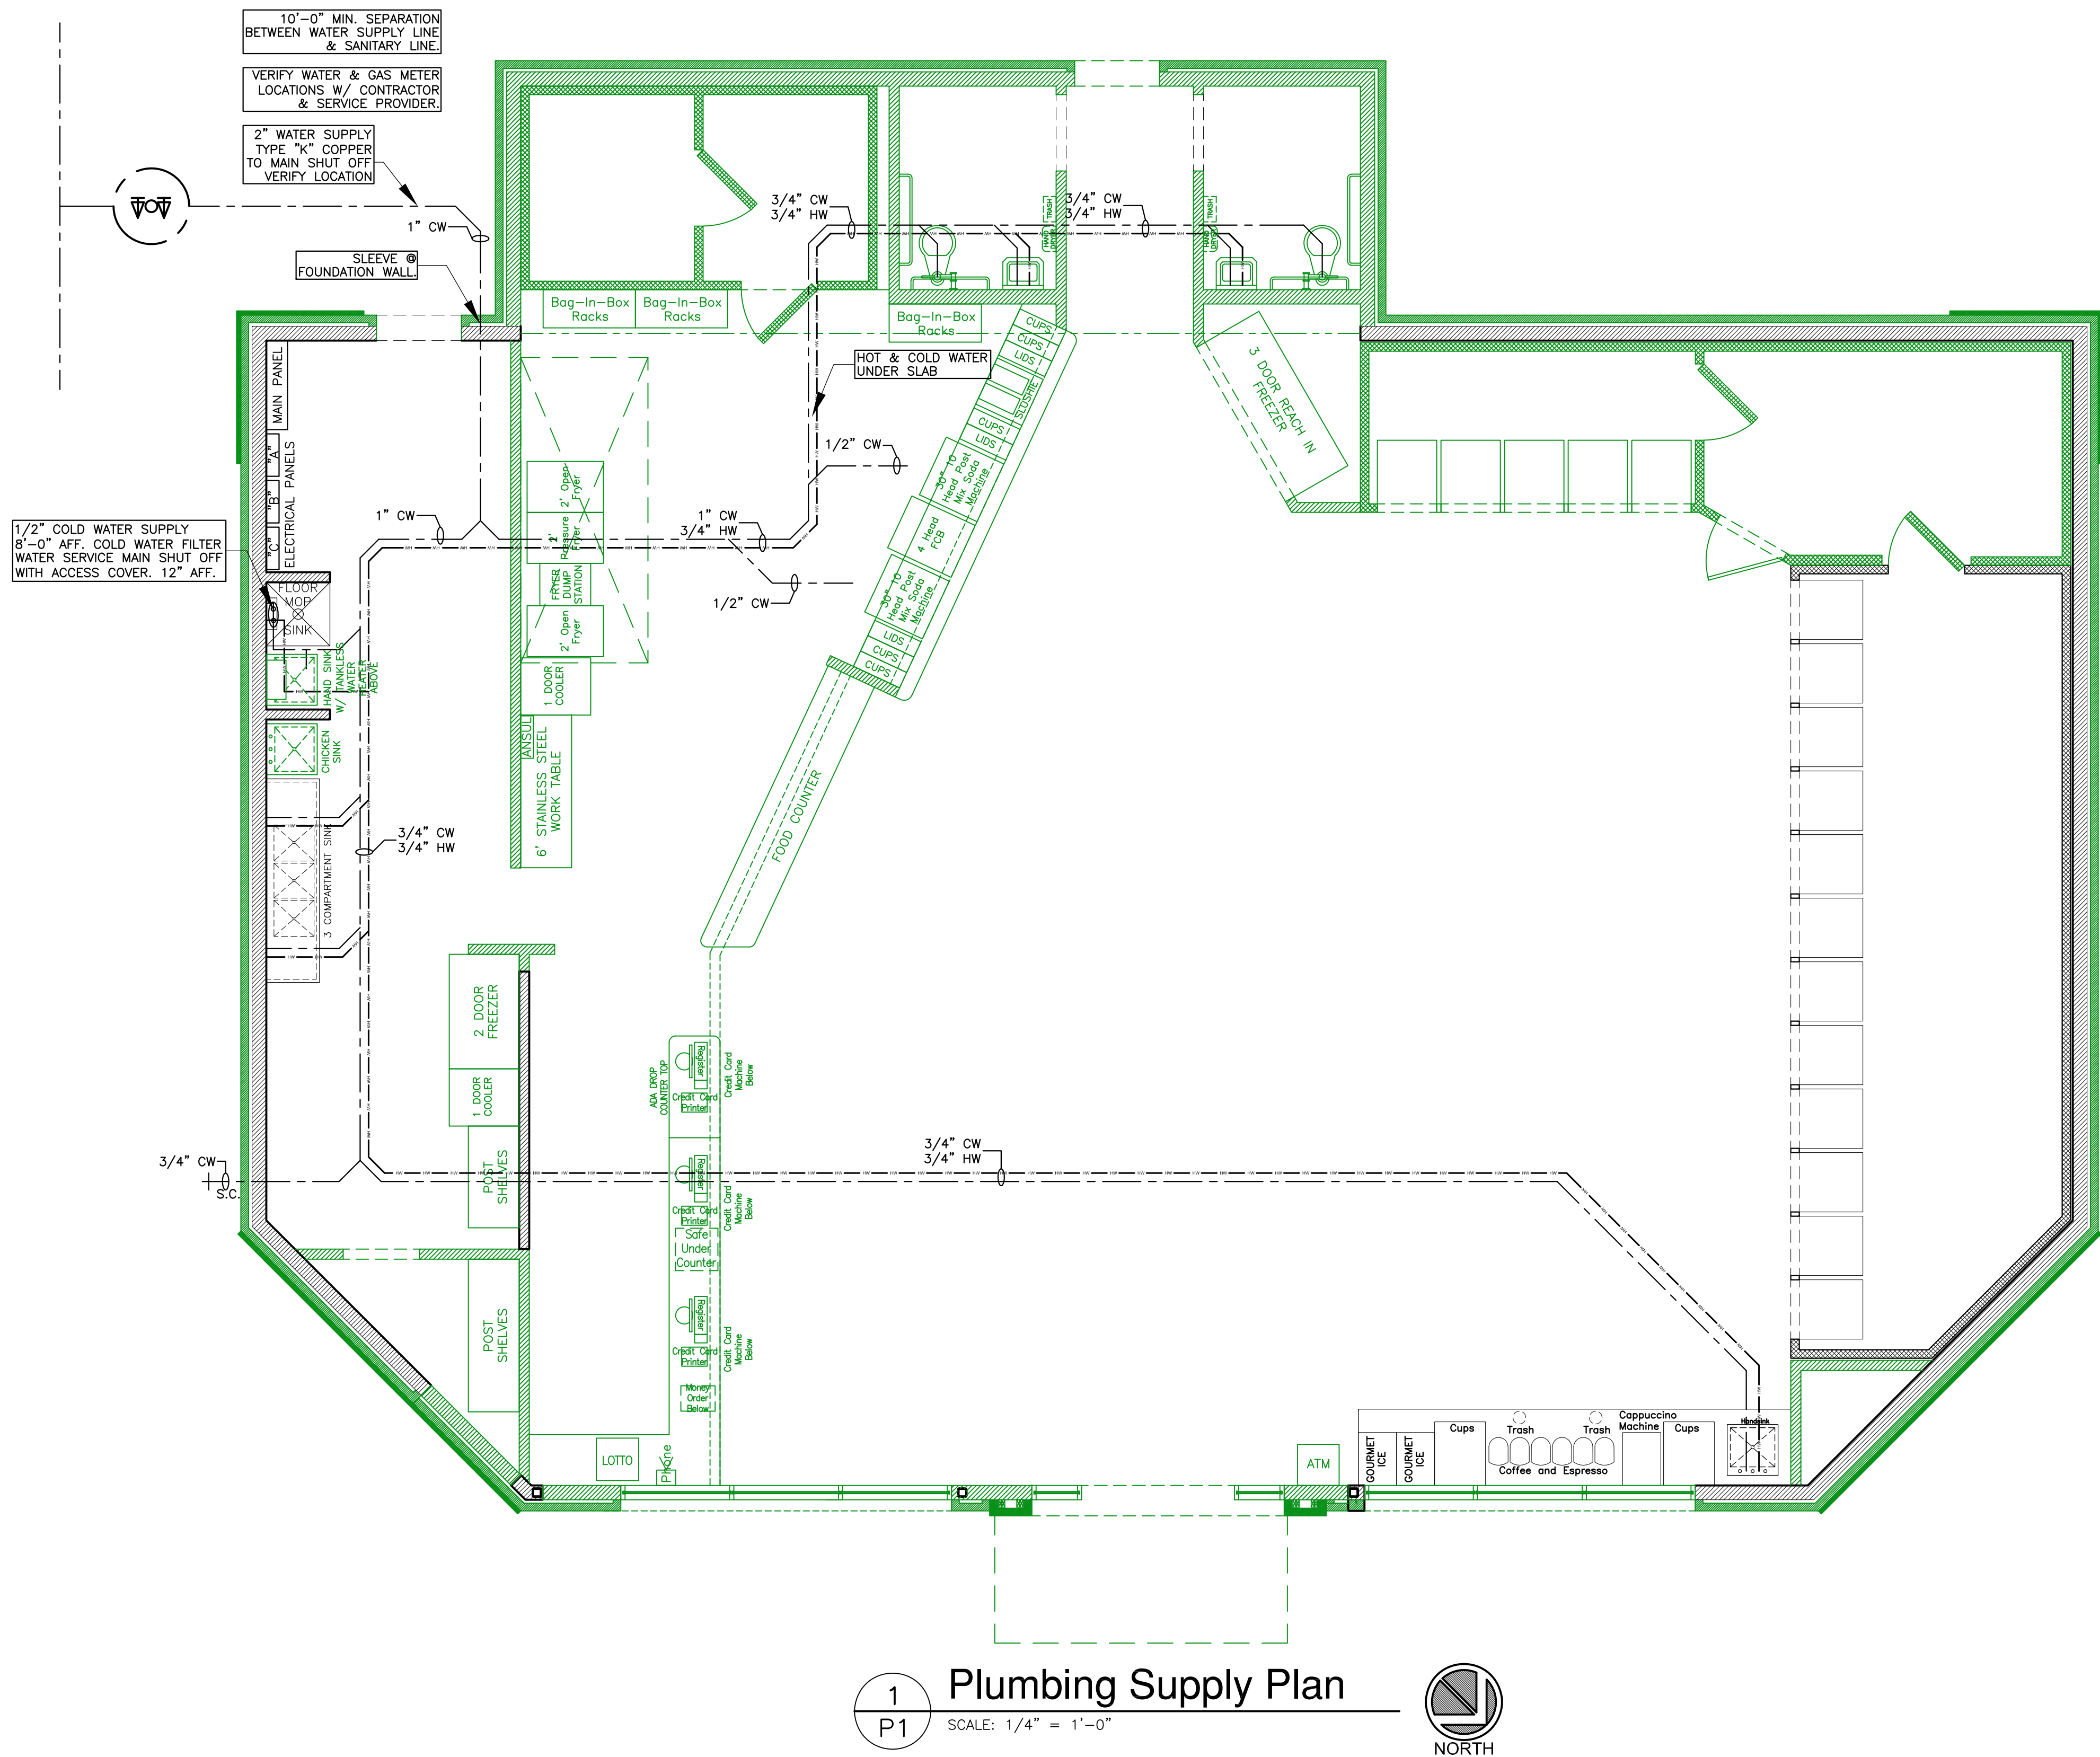 10'-0" MIN. SEPARATION
BETWEEN WATER SUPPLY LINE
& SANITARY LINE.
VERIFY WATER & GAS METER
LOCATIONS W/ CONTRACTOR
& SERVICE PROVIDER.
2" WATER SUPPLY
TYPE "K" COPPER
TO MAIN SHUT OFF
VERIFY LOCATION
1" CW
SLEEVE @
FOUNDATION WALL.
3/4" CW
3/4" HW
3/4" CW
3/4" HW
TRASH
HAND
DRYER
TRASH
HAND
DRYER
Bag-In-Box
Racks
Bag-In-Box
Racks
Bag-In-Box
Racks
HOT & COLD WATER
UNDER SLAB
CUPS
CUPS
LIDS
SLUSHIE
CUPS
LIDS
30" 10
Head Post
Mix Soda
Machine
4 Head
FCB
30" 10
Head Post
Mix Soda
Machine
LIDS
CUPS
CUPS
3 DOOR REACH IN
FREEZER
MAIN PANEL
"A"
"B"
"C"
ELECTRICAL PANELS
1/2" CW
1" CW
1" CW
3/4" HW
1/2" CW
2' Open
Fryer
2'
Pressure
Fryer
FRYER
DUMP
STATION
2' Open
Fryer
1 DOOR
COOLER
ANSUL
6' STAINLESS STEEL
WORK TABLE
1/2" COLD WATER SUPPLY
8'-0" AFF. COLD WATER FILTER
WATER SERVICE MAIN SHUT OFF
WITH ACCESS COVER. 12" AFF.
FLOOR
MOP
SINK
HAND SINK
W/ TANKLESS
WATER
HEATER
ABOVE
CHICKEN
SINK
3 COMPARTMENT SINK
3/4" CW
3/4" HW
FOOD COUNTER
2 DOOR
FREEZER
1 DOOR
COOLER
POST
SHELVES
POST
SHELVES
ADA DROP
COUNTER TOP
Register
Credit Card
Printer
Credit Card
Machine
Below
Register
Credit Card
Printer
Credit Card
Machine
Below
Safe
Under
Counter
Register
Credit Card
Printer
Credit Card
Machine
Below
Money
Order
Below
3/4" CW
S.C.
3/4" CW
3/4" HW
LOTTO
Phone
ATM
GOURMET
ICE
GOURMET
ICE
Cups
Trash
Trash
Coffee and Espresso
Cappuccino
Machine
Cups
Handsink
1
P1
Plumbing Supply Plan
SCALE: 1/4" = 1'-0"
NORTH